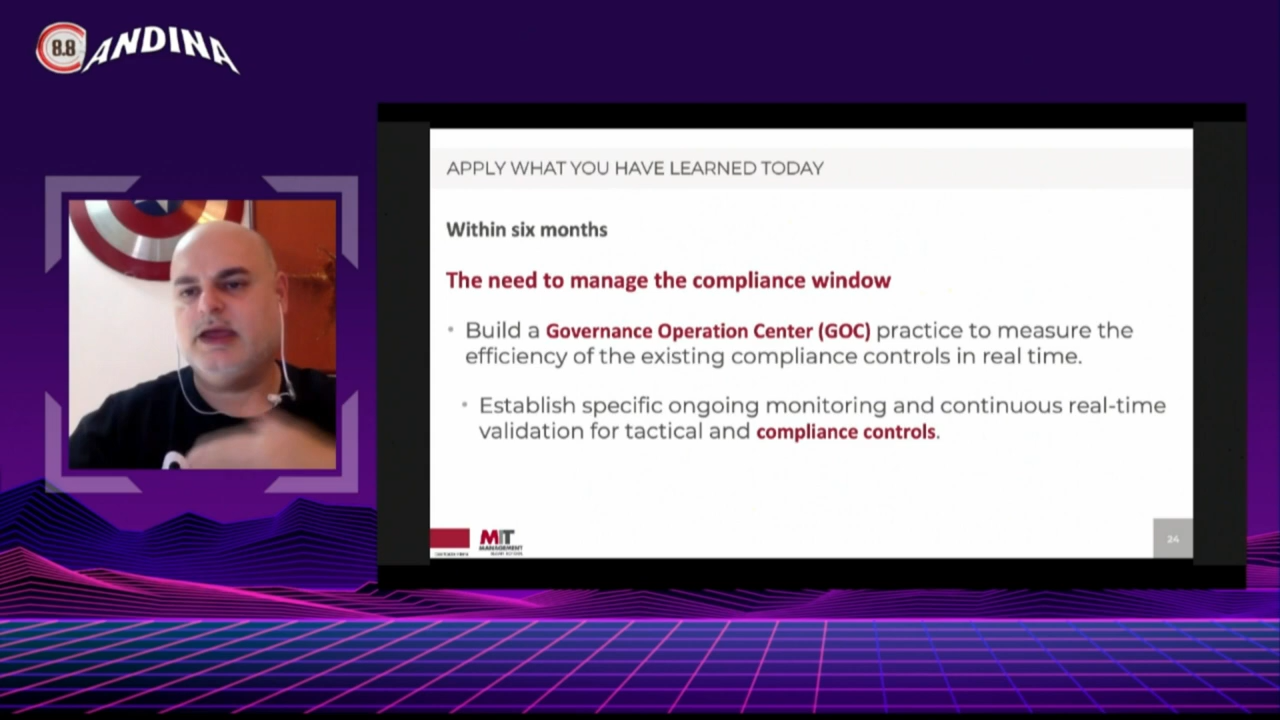 8.8 ANDINA
APPLY WHAT YOU HAVE LEARNED TODAY
Within six months
The need to manage the compliance window
• Build a Governance Operation Center (GOC) practice to measure the
efficiency of the existing compliance controls in real time.
• Establish specific ongoing monitoring and continuous real-time
validation for tactical and compliance controls.
MIT
MANAGEMENT
24